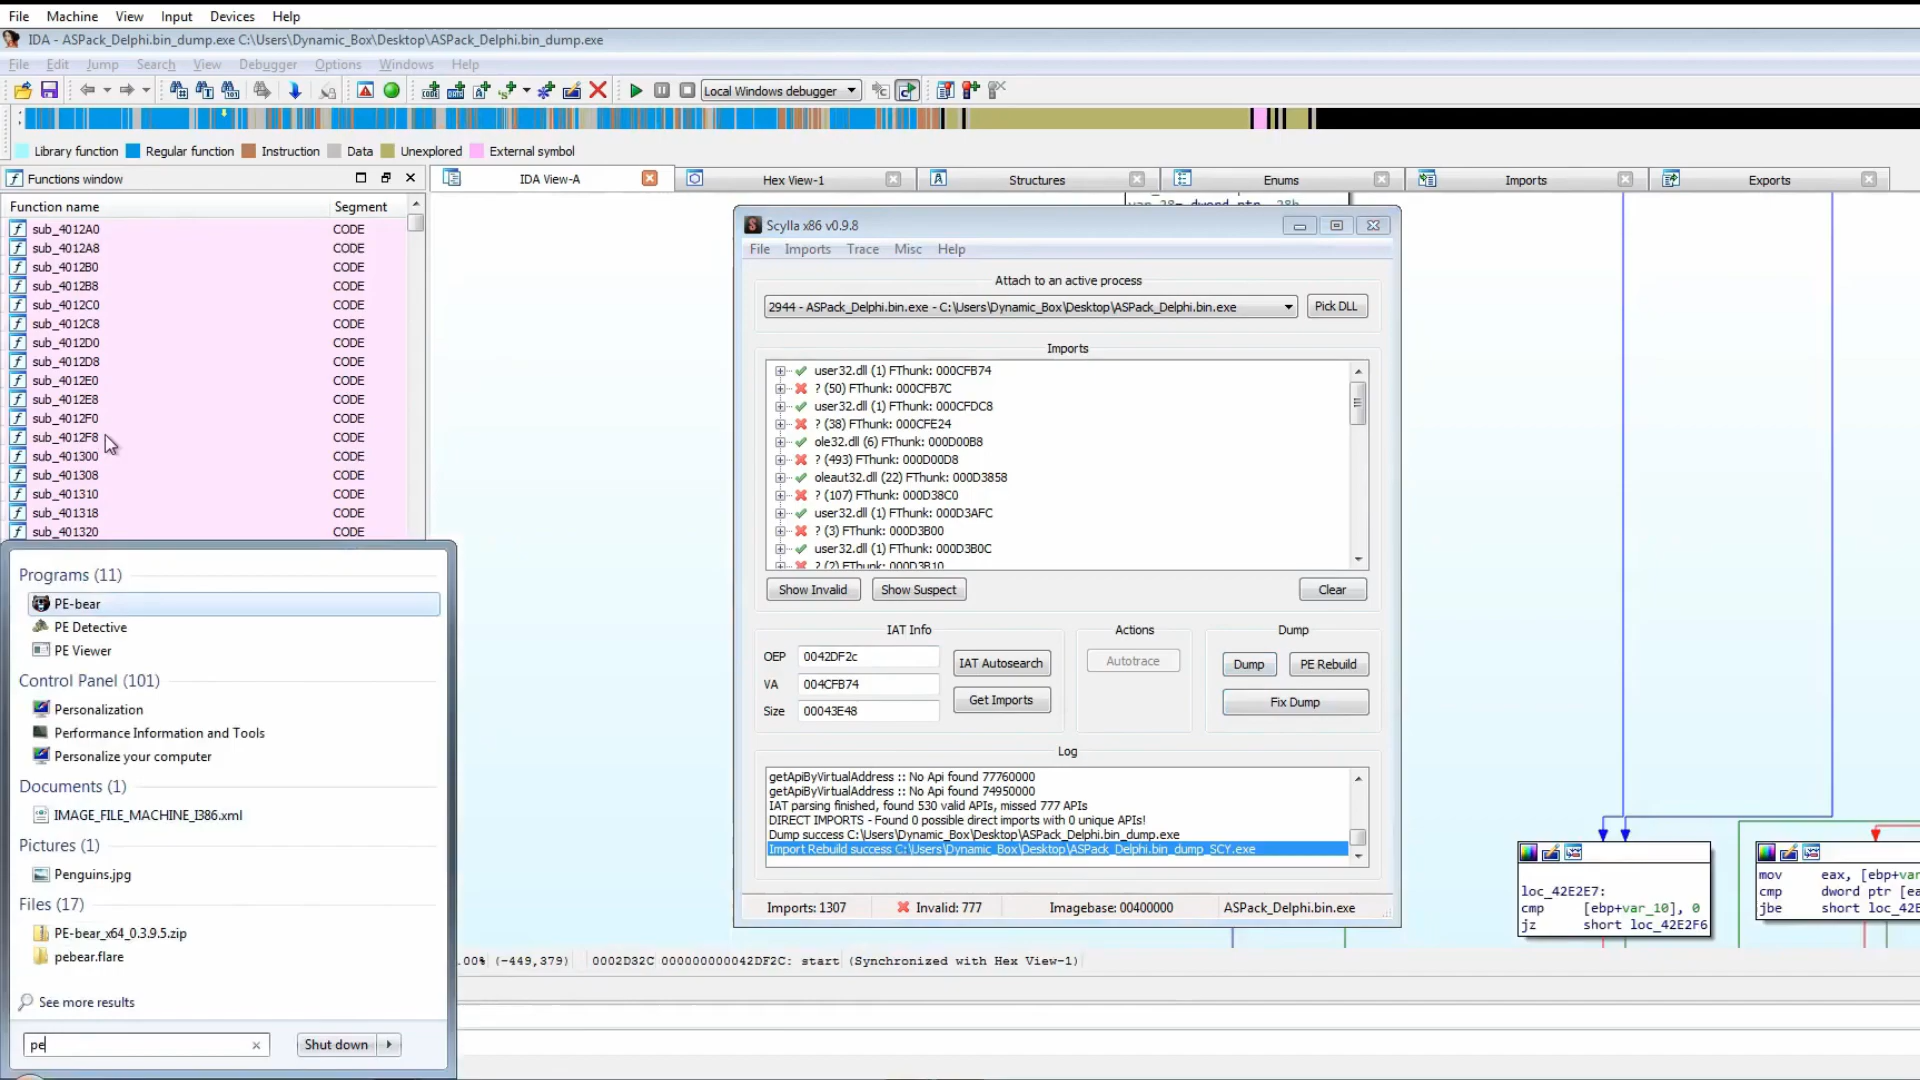 File Machine View Input Devices Help
IDA - ASPack_Delphi.bin_dump.exe C:\Users\Dynamic_Box\Desktop\ASPack_Delphi.bin_dump.exe
File Edit Jump Search View Debugger Options Windows Help
Local Windows debugger
Library function Regular function Instruction Data Unexplored External symbol
Functions window
IDA View-A
Hex View-1
Structures
Enums
Imports
Exports
Function name Segment
sub_4012A0 CODE
sub_4012A8 CODE
sub_4012B0 CODE
sub_4012B8 CODE
sub_4012C0 CODE
sub_4012C8 CODE
sub_4012D0 CODE
sub_4012D8 CODE
sub_4012E0 CODE
sub_4012E8 CODE
sub_4012F0 CODE
sub_4012F8 CODE
sub_401300 CODE
sub_401308 CODE
sub_401310 CODE
sub_401318 CODE
sub_401320 CODE
Programs (11)
PE-bear
PE Detective
PE Viewer
Control Panel (101)
Personalization
Performance Information and Tools
Personalize your computer
Documents (1)
IMAGE_FILE_MACHINE_I386.xml
Pictures (1)
Penguins.jpg
Files (17)
PE-bear_x64_0.3.9.5.zip
pebear.flare
See more results
pe
Shut down
var_28= dword ptr -28h
Scylla x86 v0.9.8
File Imports Trace Misc Help
Attach to an active process
2944 - ASPack_Delphi.bin.exe - C:\Users\Dynamic_Box\Desktop\ASPack_Delphi.bin.exe
Pick DLL
Imports
user32.dll (1) FThunk: 000CFB74
? (50) FThunk: 000CFB7C
user32.dll (1) FThunk: 000CFDC8
? (38) FThunk: 000CFE24
ole32.dll (6) FThunk: 000D00B8
? (493) FThunk: 000D00D8
oleaut32.dll (22) FThunk: 000D3858
? (107) FThunk: 000D38C0
user32.dll (1) FThunk: 000D3AFC
? (3) FThunk: 000D3B00
user32.dll (1) FThunk: 000D3B0C
? (2) FThunk: 000D3B10
Show Invalid Show Suspect Clear
IAT Info Actions Dump
OEP 0042DF2c IAT Autosearch Autotrace Dump PE Rebuild
VA 004CFB74
Size 00043E48 Get Imports Fix Dump
Log
getApiByVirtualAddress :: No Api found 77760000
getApiByVirtualAddress :: No Api found 74950000
IAT parsing finished, found 530 valid APIs, missed 777 APIs
DIRECT IMPORTS - Found 0 possible direct imports with 0 unique APIs!
Dump success C:\Users\Dynamic_Box\Desktop\ASPack_Delphi.bin_dump.exe
Import Rebuild success C:\Users\Dynamic_Box\Desktop\ASPack_Delphi.bin_dump_SCY.exe
Imports: 1307 Invalid: 777 Imagebase: 00400000 ASPack_Delphi.bin.exe
loc_42E2E7:
cmp [ebp+var_10], 0
jz short loc_42E2F6
mov eax, [ebp+var
cmp dword ptr [ea
jbe short loc_42E
.00% (-449,379) 0002D32C 000000000042DF2C: start (Synchronized with Hex View-1)